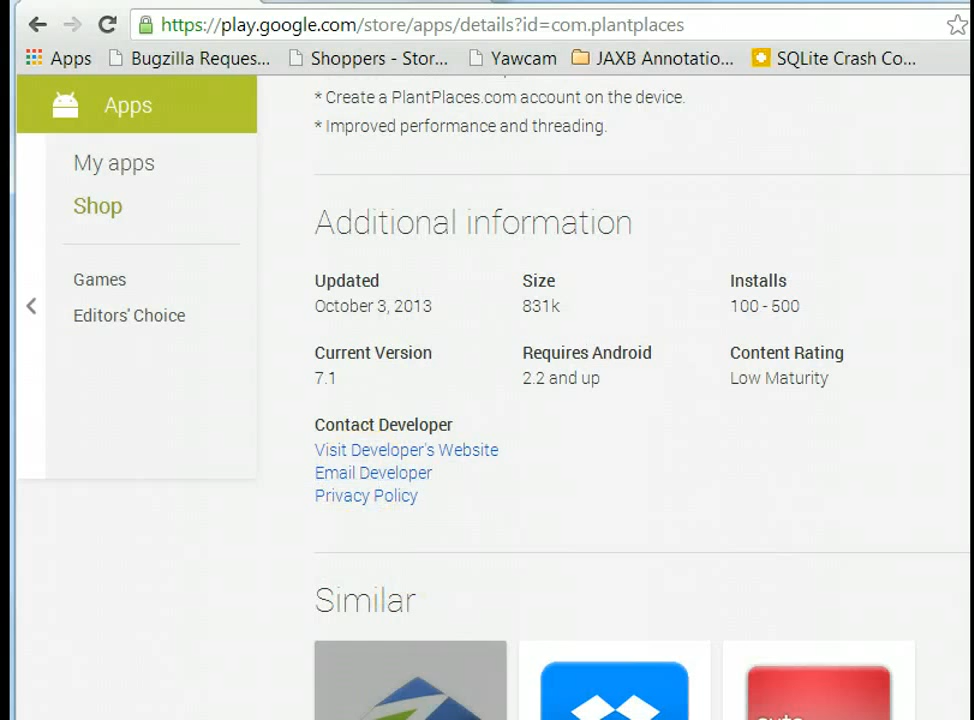 https://play.google.com/store/apps/details?id=com.plantplaces
Apps Bugzilla Reques... Shoppers - Stor... Yawcam JAXB Annotatio... SQLite Crash Co...
Apps
My apps
Shop
Games
Editors' Choice
* Create a PlantPlaces.com account on the device.
* Improved performance and threading.
Additional information
Updated Size Installs
October 3, 2013 831k 100 - 500
Current Version Requires Android Content Rating
7.1 2.2 and up Low Maturity
Contact Developer
Visit Developer's Website
Email Developer
Privacy Policy
Similar